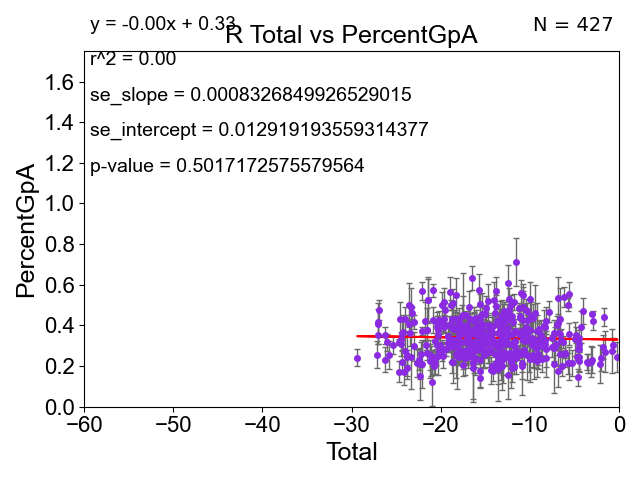 y = -0.00x + 0.33
N = 427
R Total vs PercentGpA
r^2 = 0.00
se_slope = 0.0008326849926529015
se_intercept = 0.012919193559314377
p-value = 0.5017172575579564
PercentGpA
1.6
1.4
1.2
1.0
0.8
0.6
0.4
0.2
0.0
−60 −50 −40 −30 −20 −10 0
Total